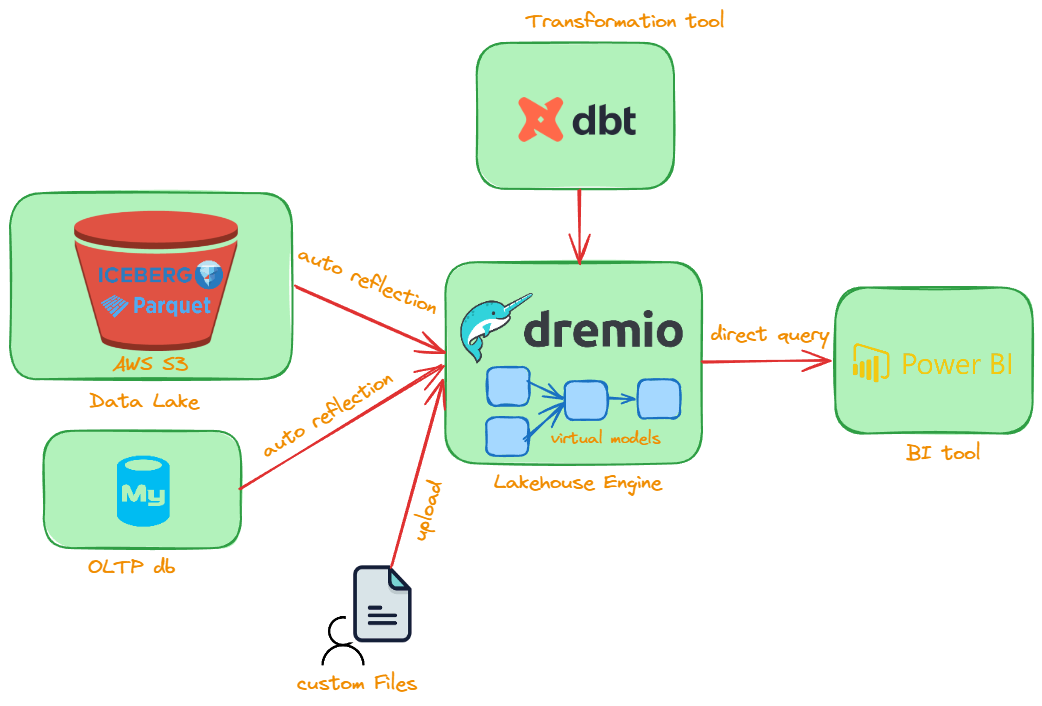 Transformation tool
dbt
ICEBERG
Parquet
AWS S3
Data Lake
auto reflection
dremio
virtual models
Lakehouse Engine
direct query
Power BI
BI tool
auto reflection
My
OLTP db
upload
custom Files